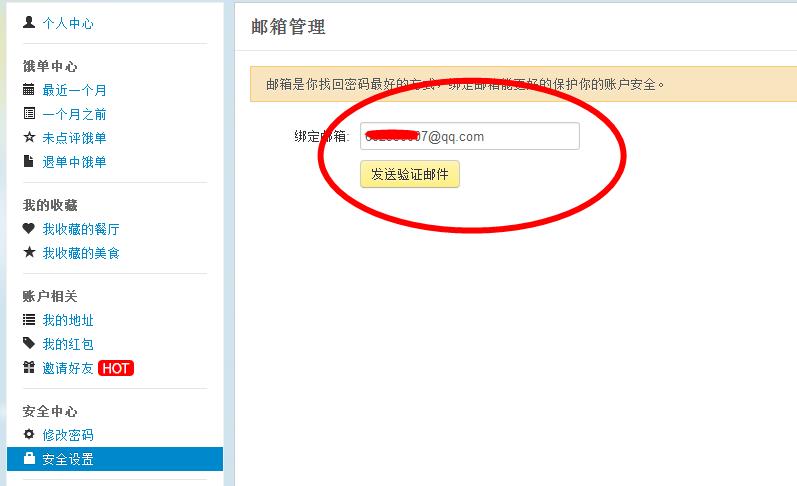 个人中心
饿单中心
最近一个月
一个月之前
未点评饿单
退单中饿单
我的收藏
我收藏的餐厅
我收藏的美食
账户相关
我的地址
我的红包
邀请好友 HOT
安全中心
修改密码
安全设置
邮箱管理
邮箱是你找回密码最好的方式，绑定邮箱能更好的保护你的账户安全。
绑定邮箱: 07@qq.com
发送验证邮件